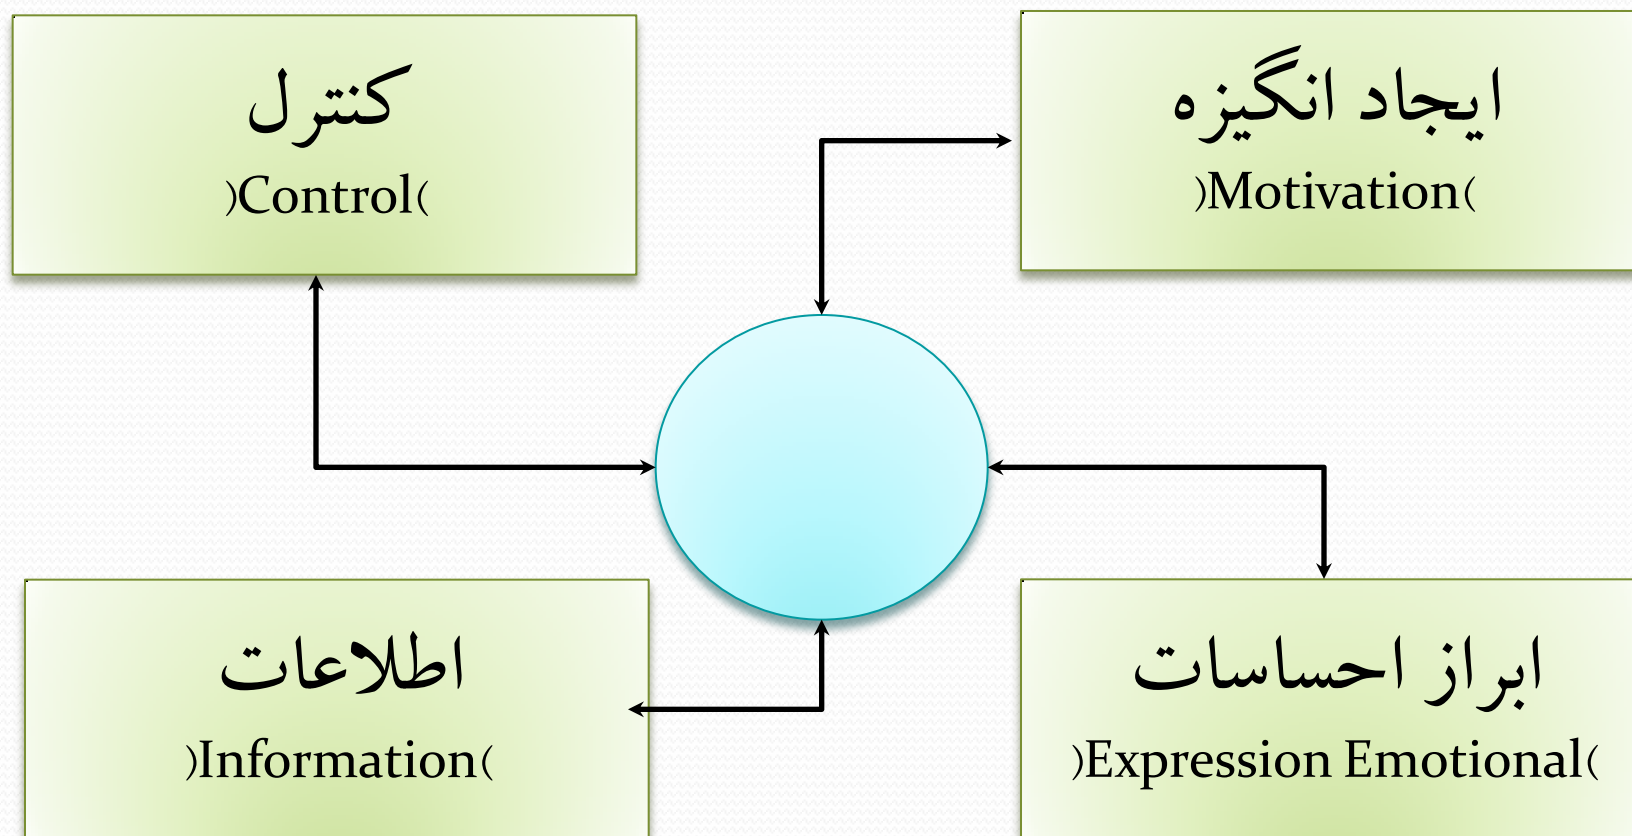 ایجاد انگیزه
)Motivation(
کنترل
)Control(
ابراز احساسات
)Expression Emotional(
اطلاعات
)Information(